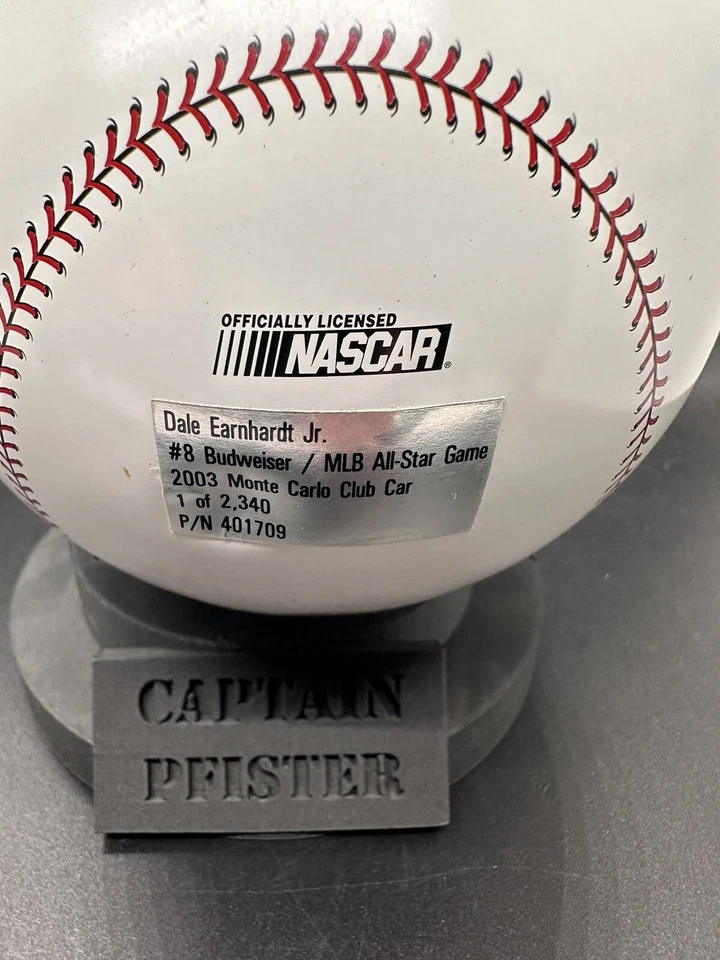 OFFICIALLY LICENSED
NASCAR®
Dale Earnhardt Jr.
#8 Budweiser / MLB All-Star Game
2003 Monte Carlo Club Car
1 of 2,340
P/N 401709
CAPTAIN
PFISTER